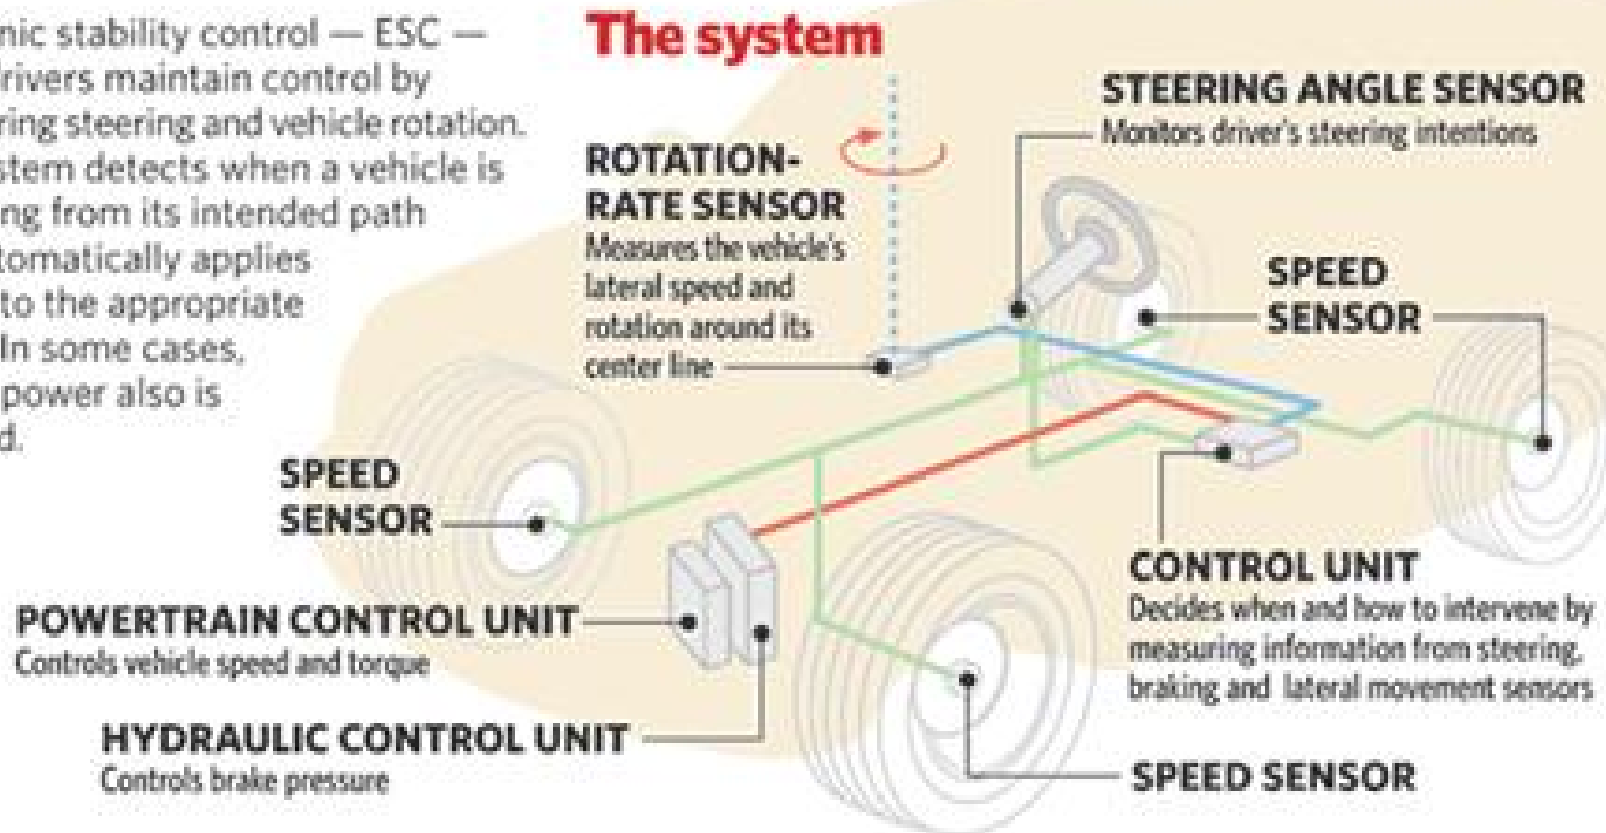 nic stability control — ESC —
rivers maintain control by
ring steering and vehicle rotation.
stem detects when a vehicle is
ng from its intended path
tomatically applies
to the appropriate
In some cases,
power also is
d.
The system
ROTATION-
RATE SENSOR
Measures the vehicle's
lateral speed and
rotation around its
center line
STEERING ANGLE SENSOR
Monitors driver's steering intentions
SPEED
SENSOR
SPEED
SENSOR
POWERTRAIN CONTROL UNIT
Controls vehicle speed and torque
HYDRAULIC CONTROL UNIT
Controls brake pressure
CONTROL UNIT
Decides when and how to intervene by
measuring information from steering,
braking and lateral movement sensors
SPEED SENSOR